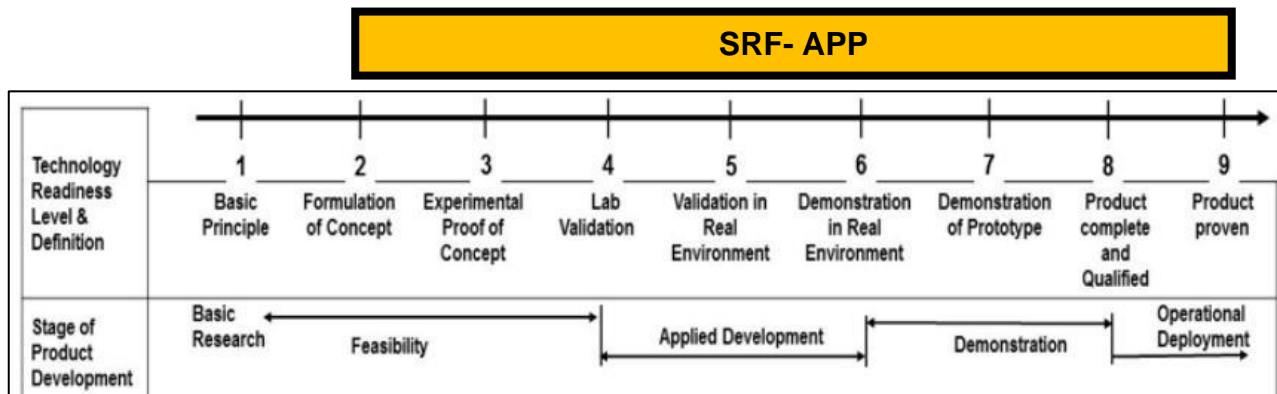 SRF- APP
Technology
Readiness
Level &
Definition
1 2 3 4 5 6 7 8 9
Basic
Principle
Formulation
of Concept
Experimental
Proof of
Concept
Lab
Validation
Validation in
Real
Environment
Demonstration
in Real
Environment
Demonstration
of Prototype
Product
complete
and
Qualified
Product
proven
Stage of
Product
Development
Basic
Research
Feasibility
Applied Development
Demonstration
Operational
Deployment